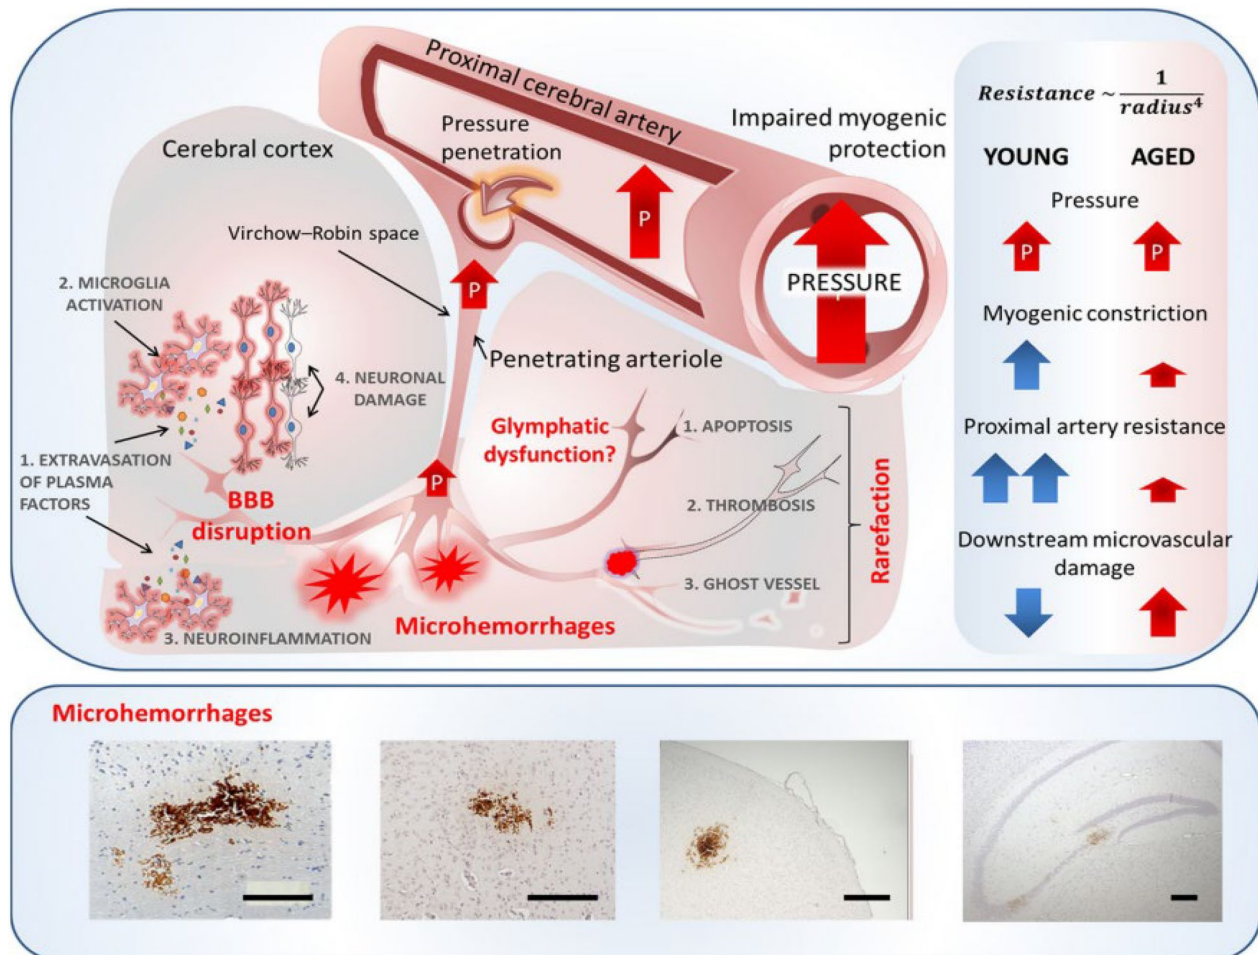 Proximal cerebral artery
Pressure
penetration
Cerebral cortex
Virchow–Robin space
P
P
PRESSURE
Impaired myogenic
protection
2. MICROGLIA
ACTIVATION
Penetrating arteriole
4. NEURONAL
DAMAGE
Glymphatic
dysfunction?
1. APOPTOSIS
1. EXTRAVASATION
OF PLASMA
FACTORS
BBB
disruption
P
2. THROMBOSIS
3. GHOST VESSEL
Rarefaction
Microhemorrhages
3. NEUROINFLAMMATION
Resistance ~ 1
radius⁴
YOUNG AGED
Pressure
P P
Myogenic constriction
Proximal artery resistance
Downstream microvascular
damage
Microhemorrhages